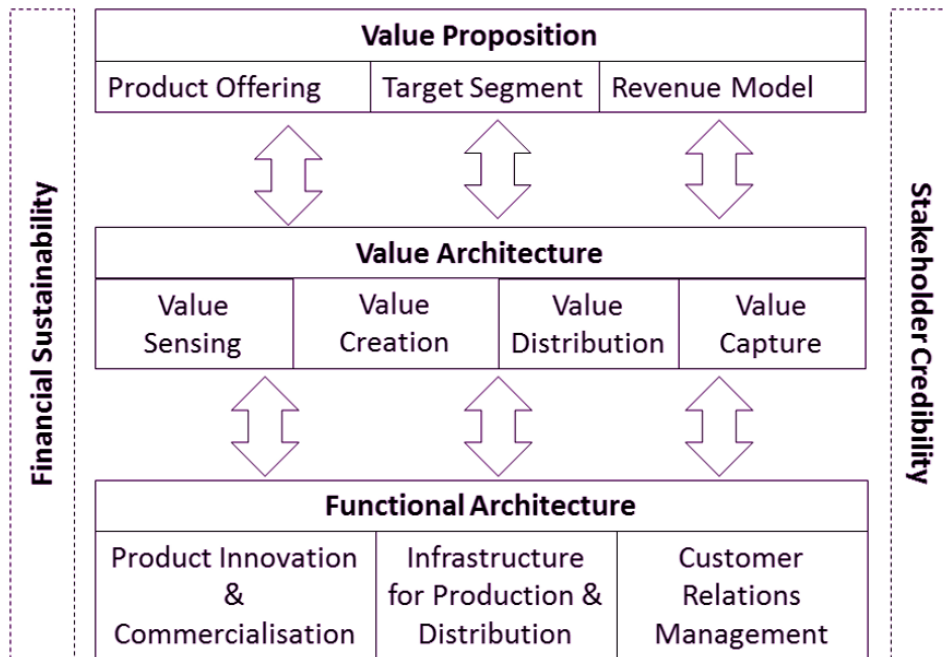 Value Proposition
Product Offering
Target Segment
Revenue Model
Value Architecture
Value
Sensing
Value
Creation
Value
Distribution
Value
Capture
Functional Architecture
Product Innovation
&
Commercialisation
Infrastructure
for Production &
Distribution
Customer
Relations
Management
Financial Sustainability
Stakeholder Credibility